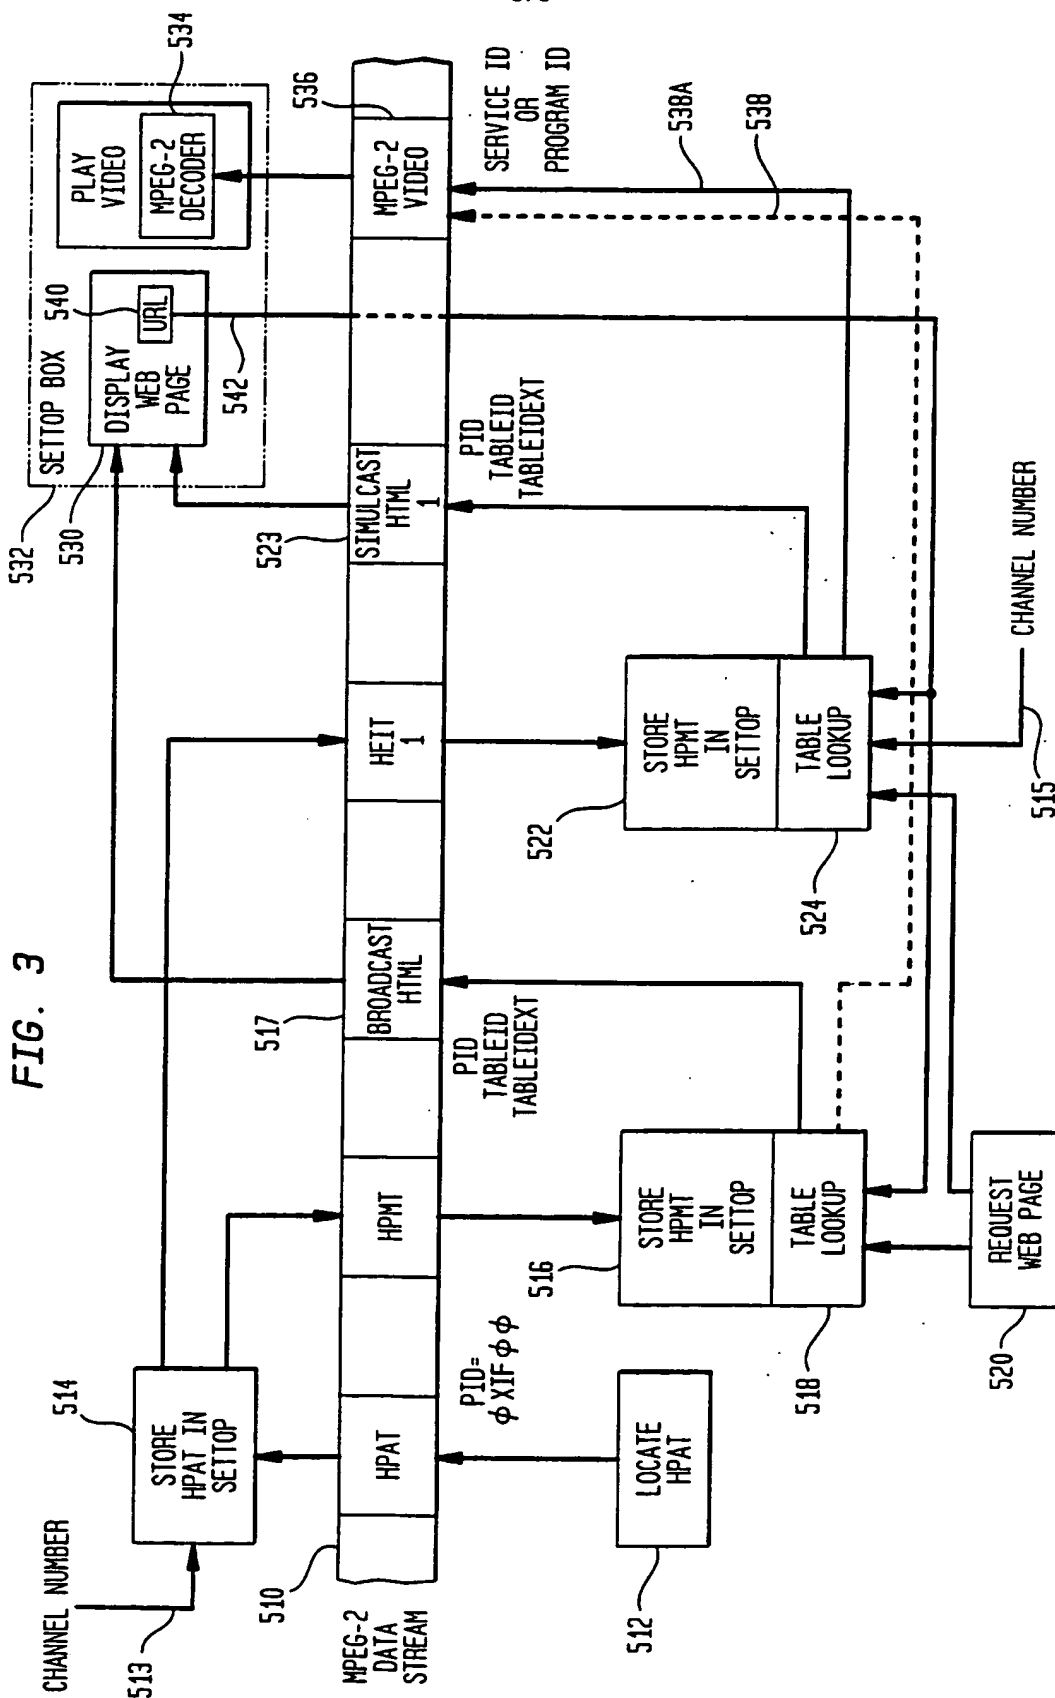 FIG. 3
CHANNEL NUMBER
513
514
STORE
HPAT IN
SETTOP
532
SETTOP BOX
530
DISPLAY
WEB
PAGE
URL
540
542
PLAY
VIDEO
MPEG-2
DECODER
534
510
MPEG-2
DATA
STREAM
HPAT
HPMT
517
BROADCAST
HTML
HEIT
1
523
SIMULCAST
HTML
1
MPEG-2
VIDEO
536
PID=
ϕXIFϕϕ
PID
TABLEID
TABLEIDEXT
PID
TABLEID
TABLEIDEXT
SERVICE ID
OR
PROGRAM ID
538A
538
LOCATE
HPAT
512
516
STORE
HPMT
IN
SETTOP
TABLE
LOOKUP
518
522
STORE
HPMT
IN
SETTOP
TABLE
LOOKUP
524
REQUEST
WEB PAGE
520
CHANNEL NUMBER
515